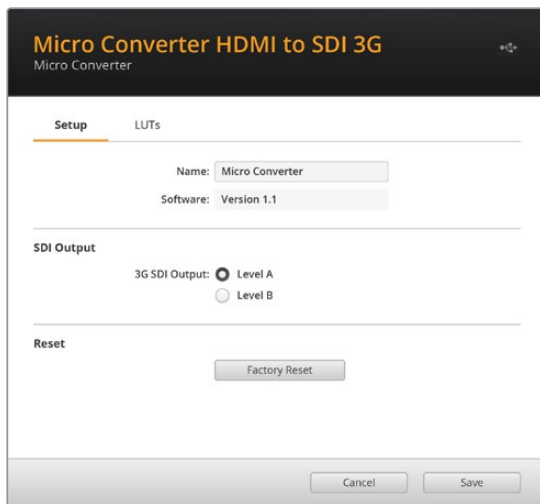 Micro Converter HDMI to SDI 3G
Micro Converter
Setup LUTs
Name: Micro Converter
Software: Version 1.1
SDI Output
3G SDI Output: Level A
Level B
Reset
Factory Reset
Cancel Save